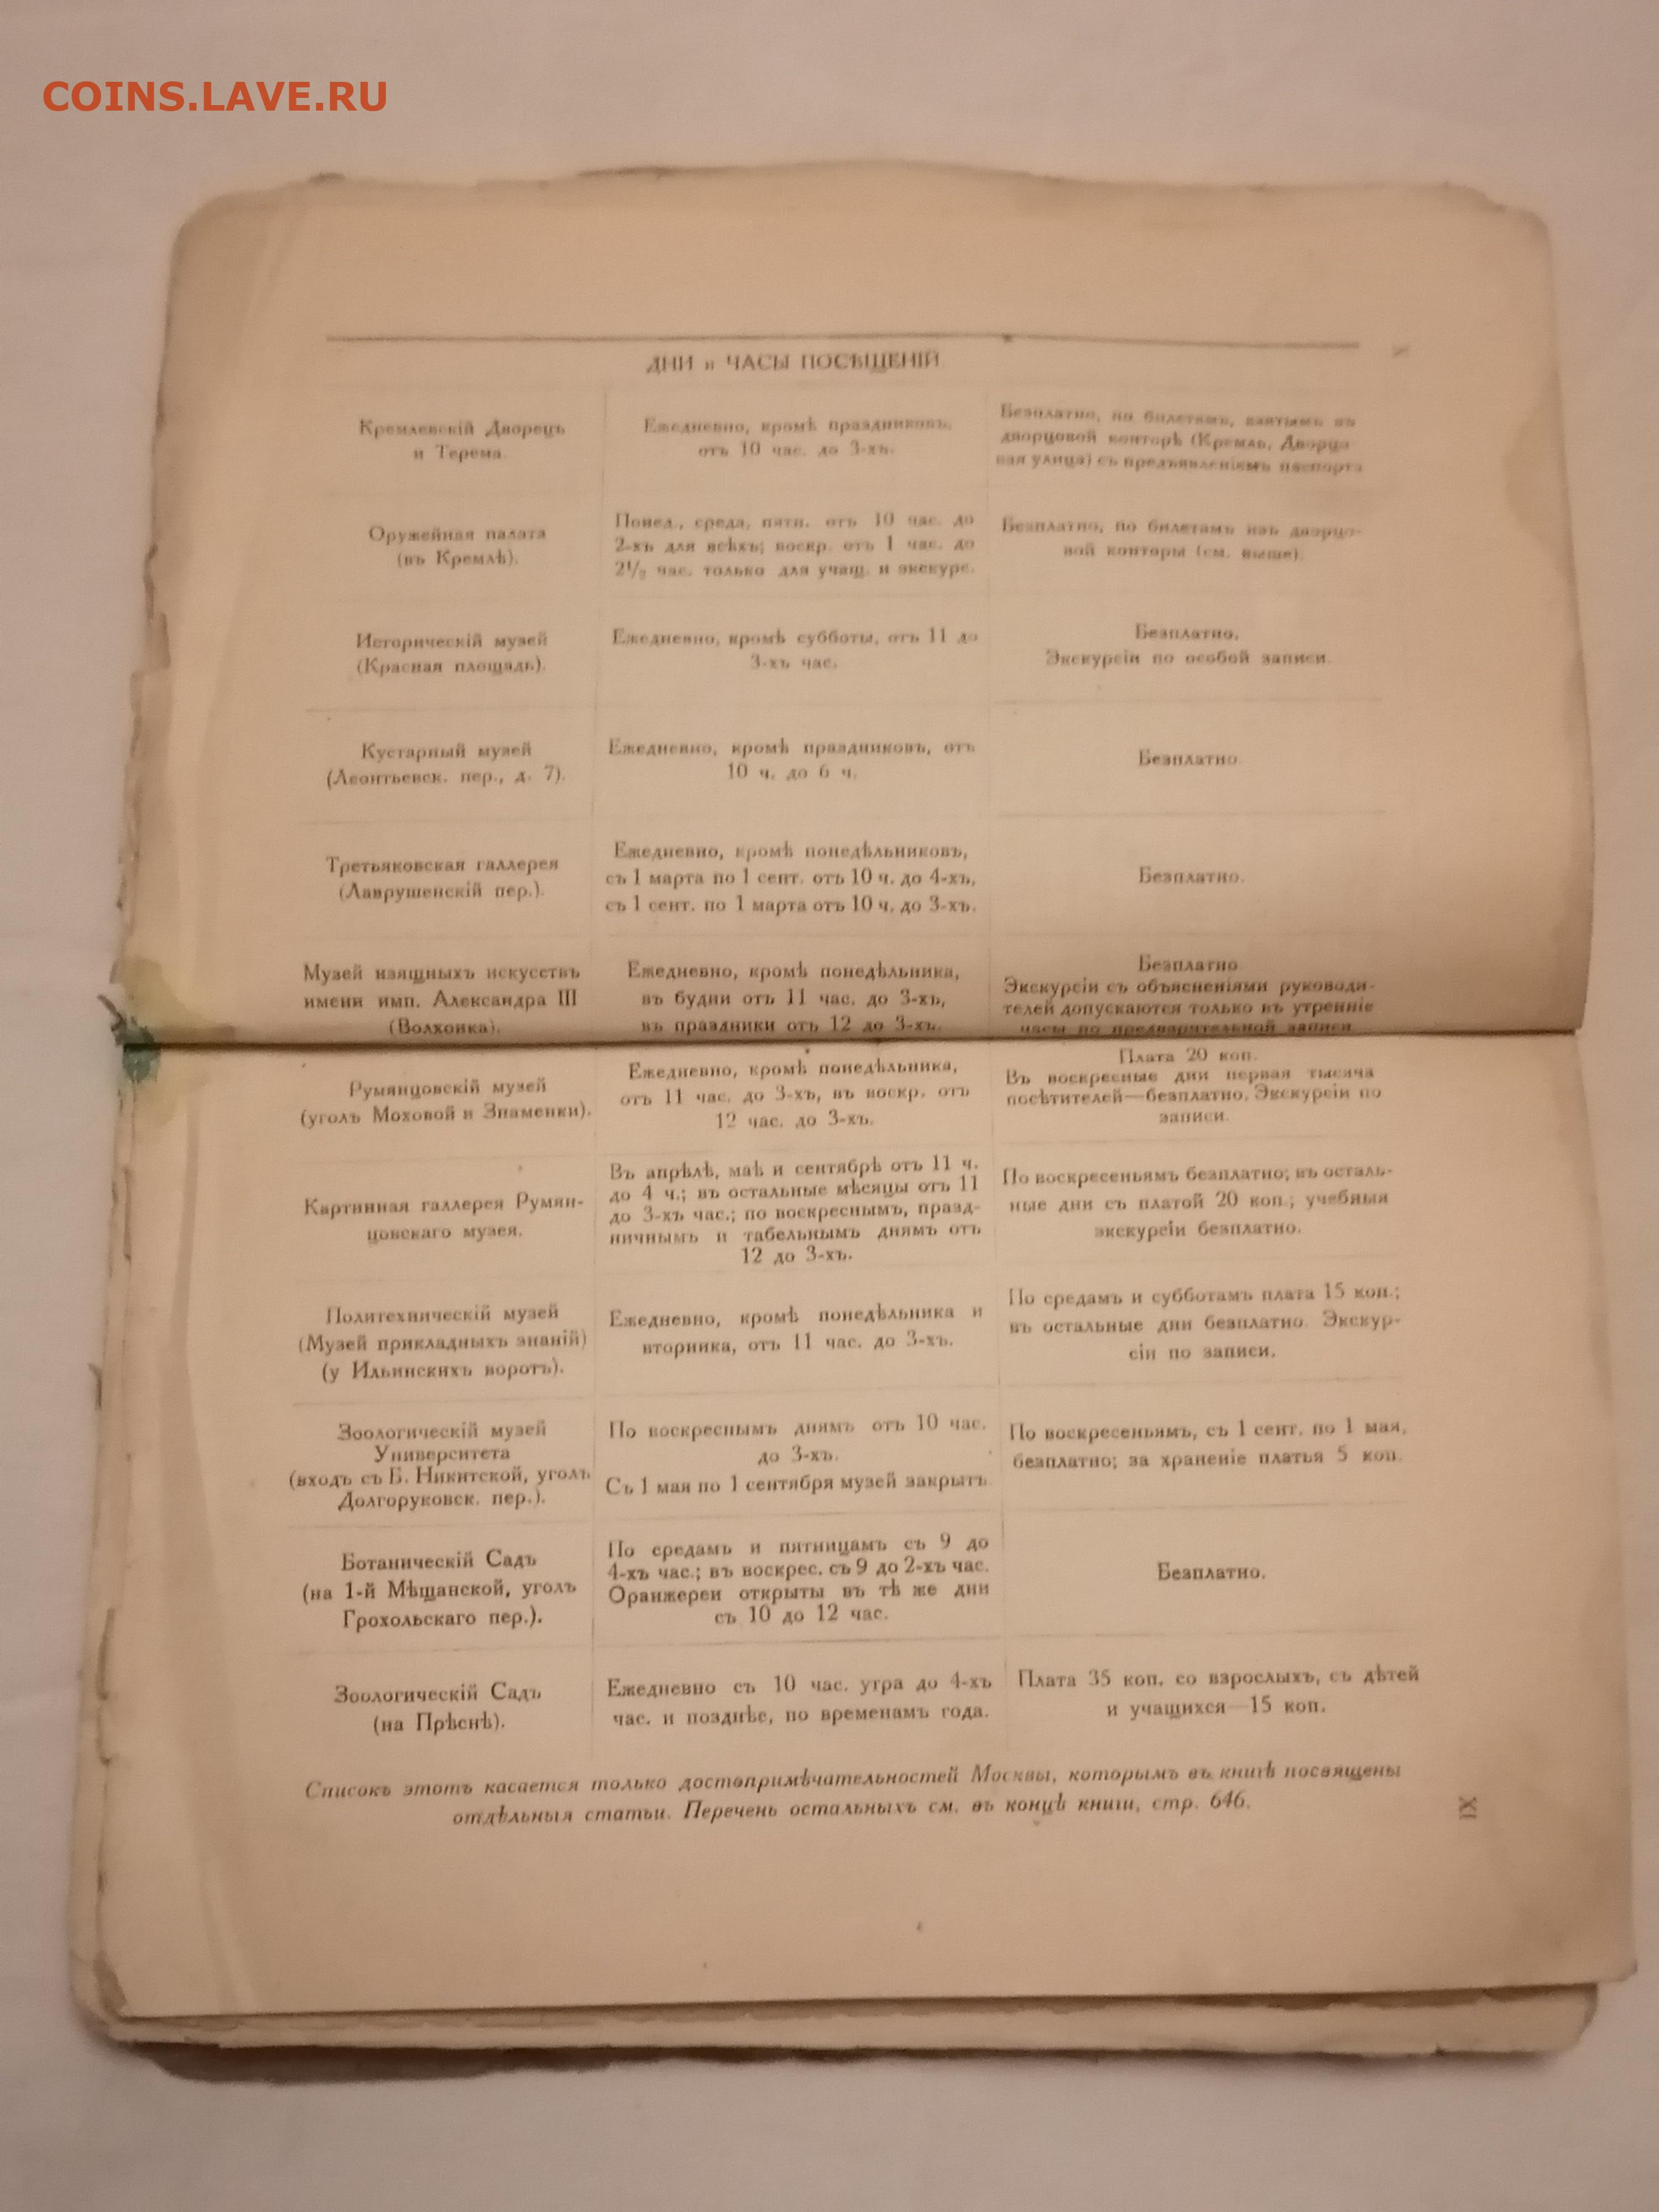 COINS.LAVE.RU
ДНИ и ЧАСЫ ПОСѢЩЕНІЙ
X
Кремлевскій Дворецъ
и Терема.
Ежедневно, кромѣ праздниковъ,
отъ 10 час. до 3-хъ.
Безплатно, по билетамъ, взятымъ въ
дворцовой конторѣ (Кремль, Дворцо-
вая улица) съ предъявленіемъ паспорта
Оружейная палата
(въ Кремлѣ).
Понед., среда, пятн. отъ 10 час. до
2-хъ для всѣхъ; воскр. отъ 1 час. до
2½ час. только для учащ. и экскурс.
Безплатно, по билетамъ изъ дворцо-
вой конторы (см. выше).
Историческій музей
(Красная площадь).
Ежедневно, кромѣ субботы, отъ 11 до
3-хъ час.
Безплатно.
Экскурсіи по особой записи.
Кустарный музей
(Леонтьевск. пер., д. 7).
Ежедневно, кромѣ праздниковъ, отъ
10 ч. до 6 ч.
Безплатно.
Третьяковская галлерея
(Лаврушенскій пер.).
Ежедневно, кромѣ понедѣльниковъ,
съ 1 марта по 1 сент. отъ 10 ч. до 4-хъ,
съ 1 сент. по 1 марта отъ 10 ч. до 3-хъ.
Безплатно.
Музей изящныхъ искусствъ
имени имп. Александра III
(Волхонка).
Ежедневно, кромѣ понедѣльника,
въ будни отъ 11 час. до 3-хъ,
въ праздники отъ 12 до 3-хъ.
Безплатно
Экскурсіи съ объясненіями руководи-
телей допускаются только въ утренніе
часы по предварительной записи
Румянцовскій музей
(уголъ Моховой и Знаменки).
Ежедневно, кромѣ понедѣльника,
отъ 11 час. до 3-хъ, въ воскр. отъ
12 час. до 3-хъ.
Плата 20 коп.
Въ воскресные дни первая тысяча
посѣтителей—безплатно. Экскурсіи по
записи.
Картинная галлерея Румян-
цовскаго музея.
Въ апрѣлѣ, маѣ и сентябрѣ отъ 11 ч.
до 4 ч.; въ остальные мѣсяцы отъ 11
до 3-хъ час.; по воскреснымъ, празд-
ничнымъ и табельнымъ днямъ отъ
12 до 3-хъ.
По воскресеньямъ безплатно; въ осталь-
ные дни съ платой 20 коп.; учебныя
экскурсіи безплатно.
Политехническій музей
(Музей прикладныхъ знаній)
(у Ильинскихъ воротъ).
Ежедневно, кромѣ понедѣльника и
вторника, отъ 11 час. до 3-хъ.
По средамъ и субботамъ плата 15 коп.;
въ остальные дни безплатно. Экскур-
сіи по записи.
Зоологическій музей
Университета
(входъ съ Б. Никитской, уголъ
Долгоруковск. пер.).
По воскреснымъ днямъ отъ 10 час.
до 3-хъ.
Съ 1 мая по 1 сентября музей закрытъ.
По воскресеньямъ, съ 1 сент. по 1 мая,
безплатно; за храненіе платья 5 коп.
Ботаническій Садъ
(на 1-й Мѣщанской, уголъ
Грохольскаго пер.).
По средамъ и пятницамъ съ 9 до
4-хъ час.; въ воскрес. съ 9 до 2-хъ час.
Оранжереи открыты въ тѣ же дни
съ 10 до 12 час.
Безплатно.
Зоологическій Садъ
(на Прѣснѣ).
Ежедневно съ 10 час. утра до 4-хъ
час. и позднѣе, по временамъ года.
Плата 35 коп. со взрослыхъ, съ дѣтей
и учащихся—15 коп.
Списокъ этотъ касается только достопримѣчательностей Москвы, которымъ въ книгѣ посвящены
отдѣльныя статьи. Перечень остальныхъ см. въ концѣ книги, стр. 646.
XI